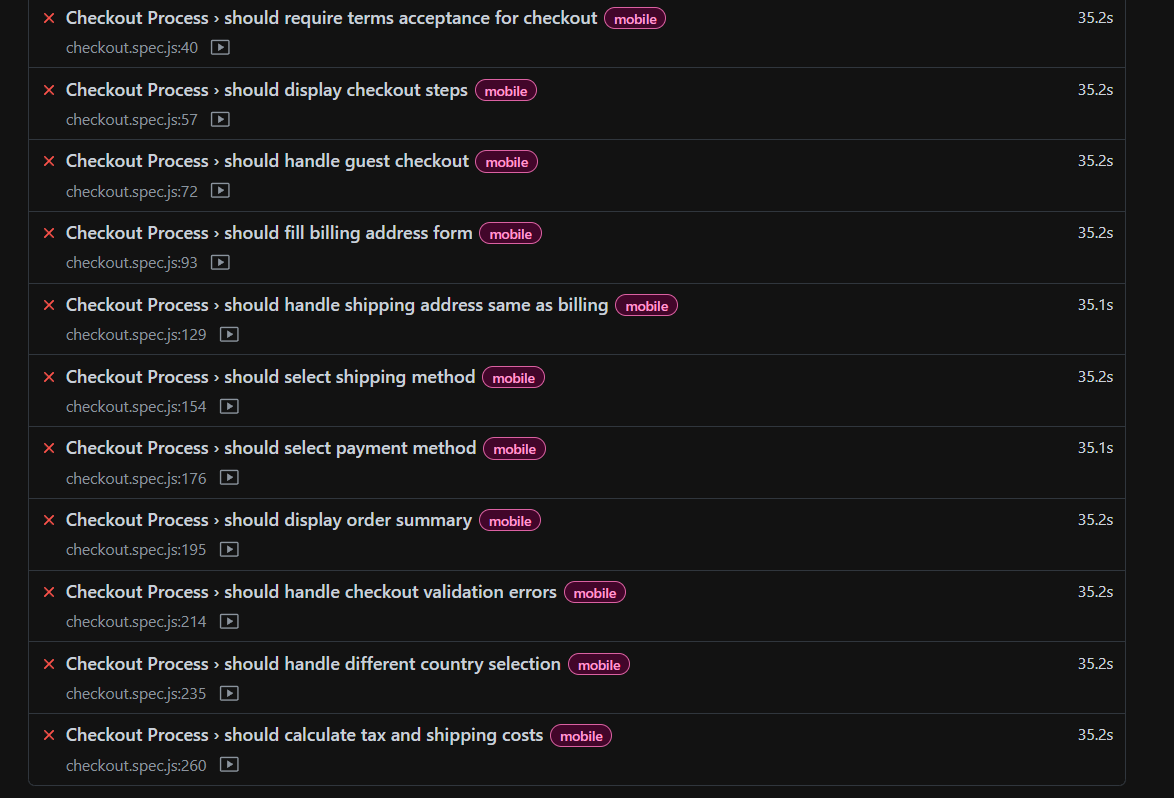 Checkout Process › should require terms acceptance for checkout mobile 35.2s
checkout.spec.js:40
Checkout Process › should display checkout steps mobile 35.2s
checkout.spec.js:57
Checkout Process › should handle guest checkout mobile 35.2s
checkout.spec.js:72
Checkout Process › should fill billing address form mobile 35.2s
checkout.spec.js:93
Checkout Process › should handle shipping address same as billing mobile 35.1s
checkout.spec.js:129
Checkout Process › should select shipping method mobile 35.2s
checkout.spec.js:154
Checkout Process › should select payment method mobile 35.1s
checkout.spec.js:176
Checkout Process › should display order summary mobile 35.2s
checkout.spec.js:195
Checkout Process › should handle checkout validation errors mobile 35.2s
checkout.spec.js:214
Checkout Process › should handle different country selection mobile 35.2s
checkout.spec.js:235
Checkout Process › should calculate tax and shipping costs mobile 35.2s
checkout.spec.js:260